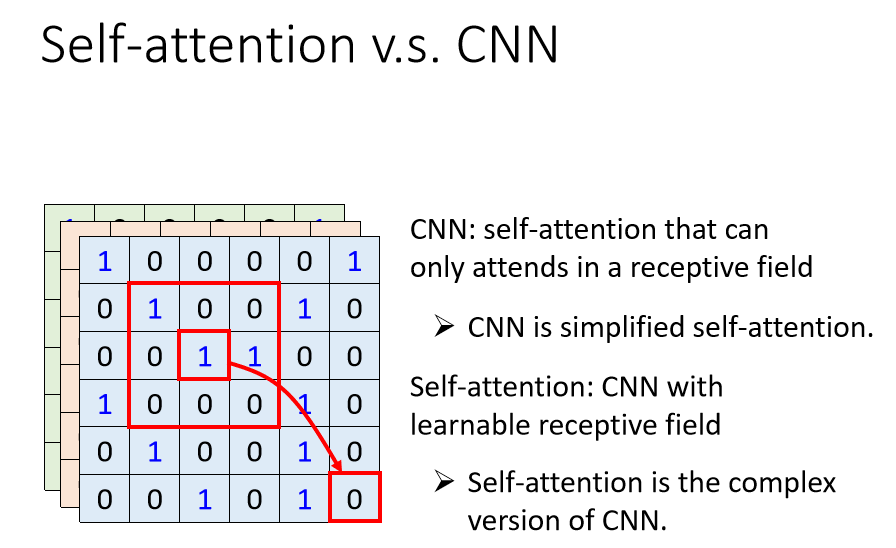 Self-attention v.s. CNN
1 0 0 0 0 1
0 1 0 0 1 0
0 0 1 1 0 0
1 0 0 0 1 0
0 1 0 0 1 0
0 0 1 0 1 0
CNN: self-attention that can
only attends in a receptive field
➢ CNN is simplified self-attention.
Self-attention: CNN with
learnable receptive field
➢ Self-attention is the complex
version of CNN.